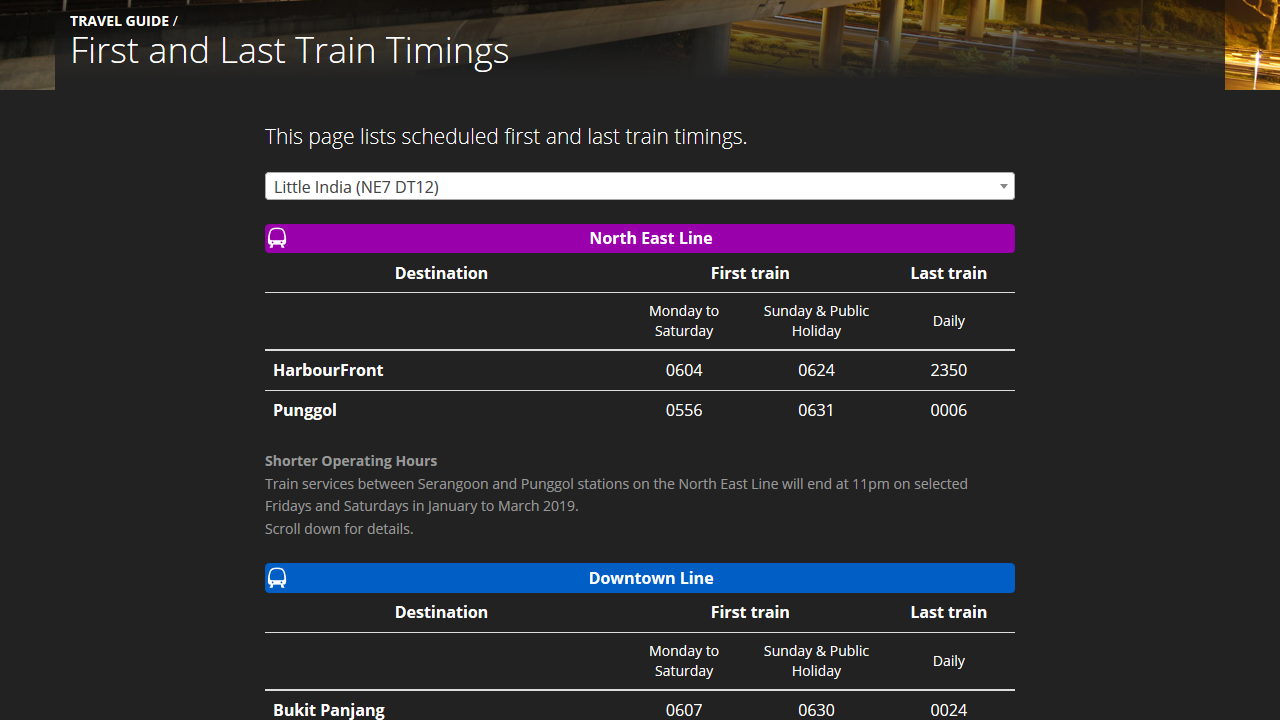 TRAVEL GUIDE /
First and Last Train Timings
This page lists scheduled first and last train timings.
Little India (NE7 DT12)
North East Line
Destination First train Last train
Monday to Saturday Sunday & Public Holiday Daily
HarbourFront 0604 0624 2350
Punggol 0556 0631 0006
Shorter Operating Hours
Train services between Serangoon and Punggol stations on the North East Line will end at 11pm on selected
Fridays and Saturdays in January to March 2019.
Scroll down for details.
Downtown Line
Destination First train Last train
Monday to Saturday Sunday & Public Holiday Daily
Bukit Panjang 0607 0630 0024